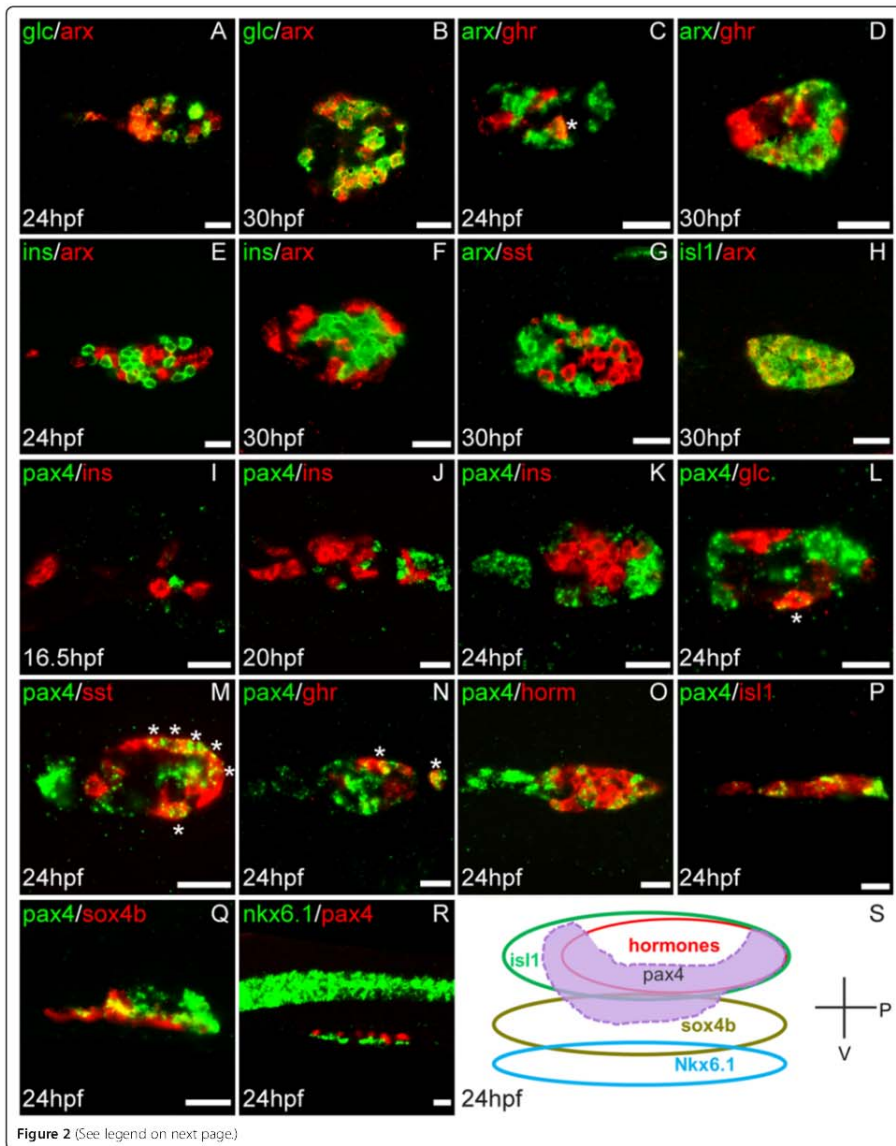 glc/arx A
24hpf
glc/arx B
30hpf
arx/ghr C
*
24hpf
arx/ghr D
30hpf
ins/arx E
24hpf
ins/arx F
30hpf
arx/sst G
30hpf
isl1/arx H
30hpf
pax4/ins I
16.5hpf
pax4/ins J
20hpf
pax4/ins K
24hpf
pax4/glc L
*
24hpf
pax4/sst M
* * * *
*
*
24hpf
pax4/ghr N
* *
24hpf
pax4/horm O
24hpf
pax4/isl1 P
24hpf
pax4/sox4b Q
24hpf
nkx6.1/pax4 R
24hpf
S
hormones
isl1
pax4
sox4b
Nkx6.1
P
V
24hpf
Figure 2 (See legend on next page.)